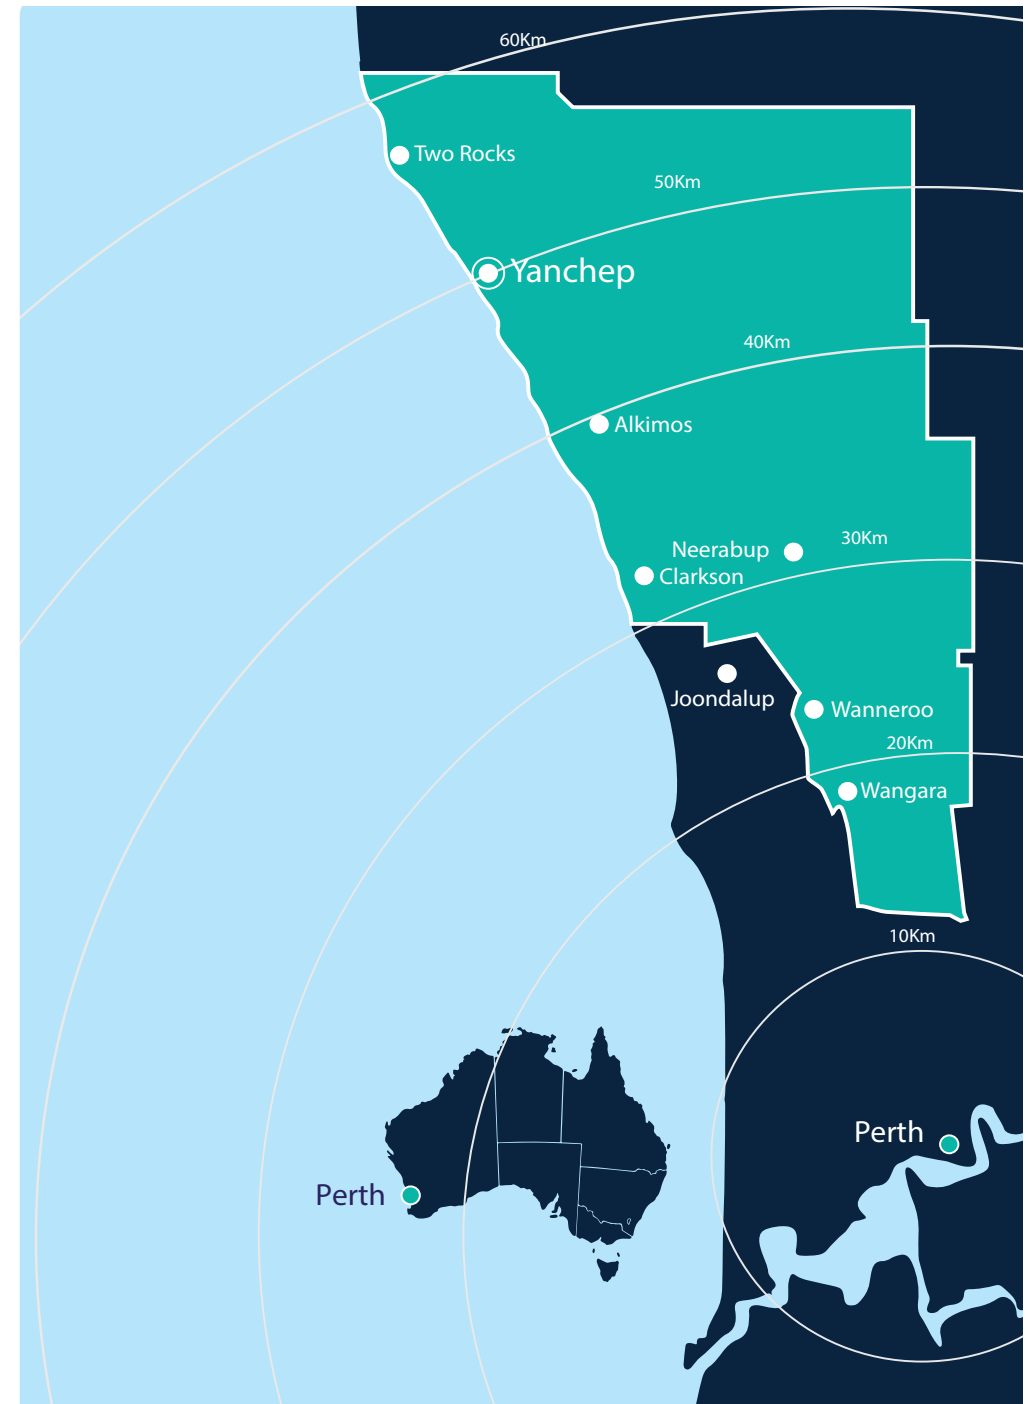 60Km
Two Rocks
50Km
Yanchep
40Km
Alkimos
30Km
Neerabup
Clarkson
Joondalup
Wanneroo
20Km
Wangara
10Km
Perth
Perth